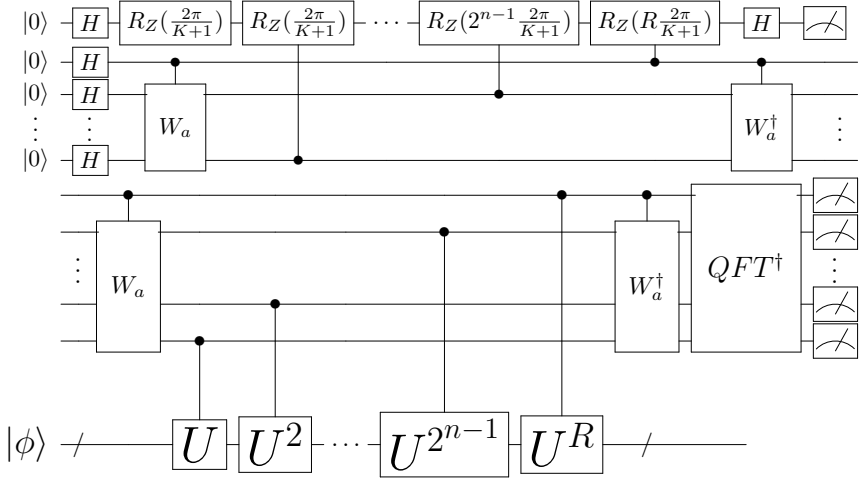 |0⟩ H R_Z(2π/K+1) R_Z(2π/K+1) ⋯ R_Z(2^{n−1} 2π/K+1) R_Z(R 2π/K+1) H
|0⟩ H
|0⟩ H
⋮ ⋮ W_a W_a^† ⋮
|0⟩ H
⋮ W_a W_a^† QFT^† ⋮
|ϕ⟩ U U^2 ⋯ U^{2^{n−1}} U^R